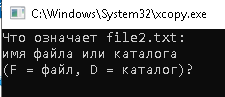 C:\Windows\System32\xcopy.exe
Что означает file2.txt:
имя файла или каталога
(F = файл, D = каталог)?